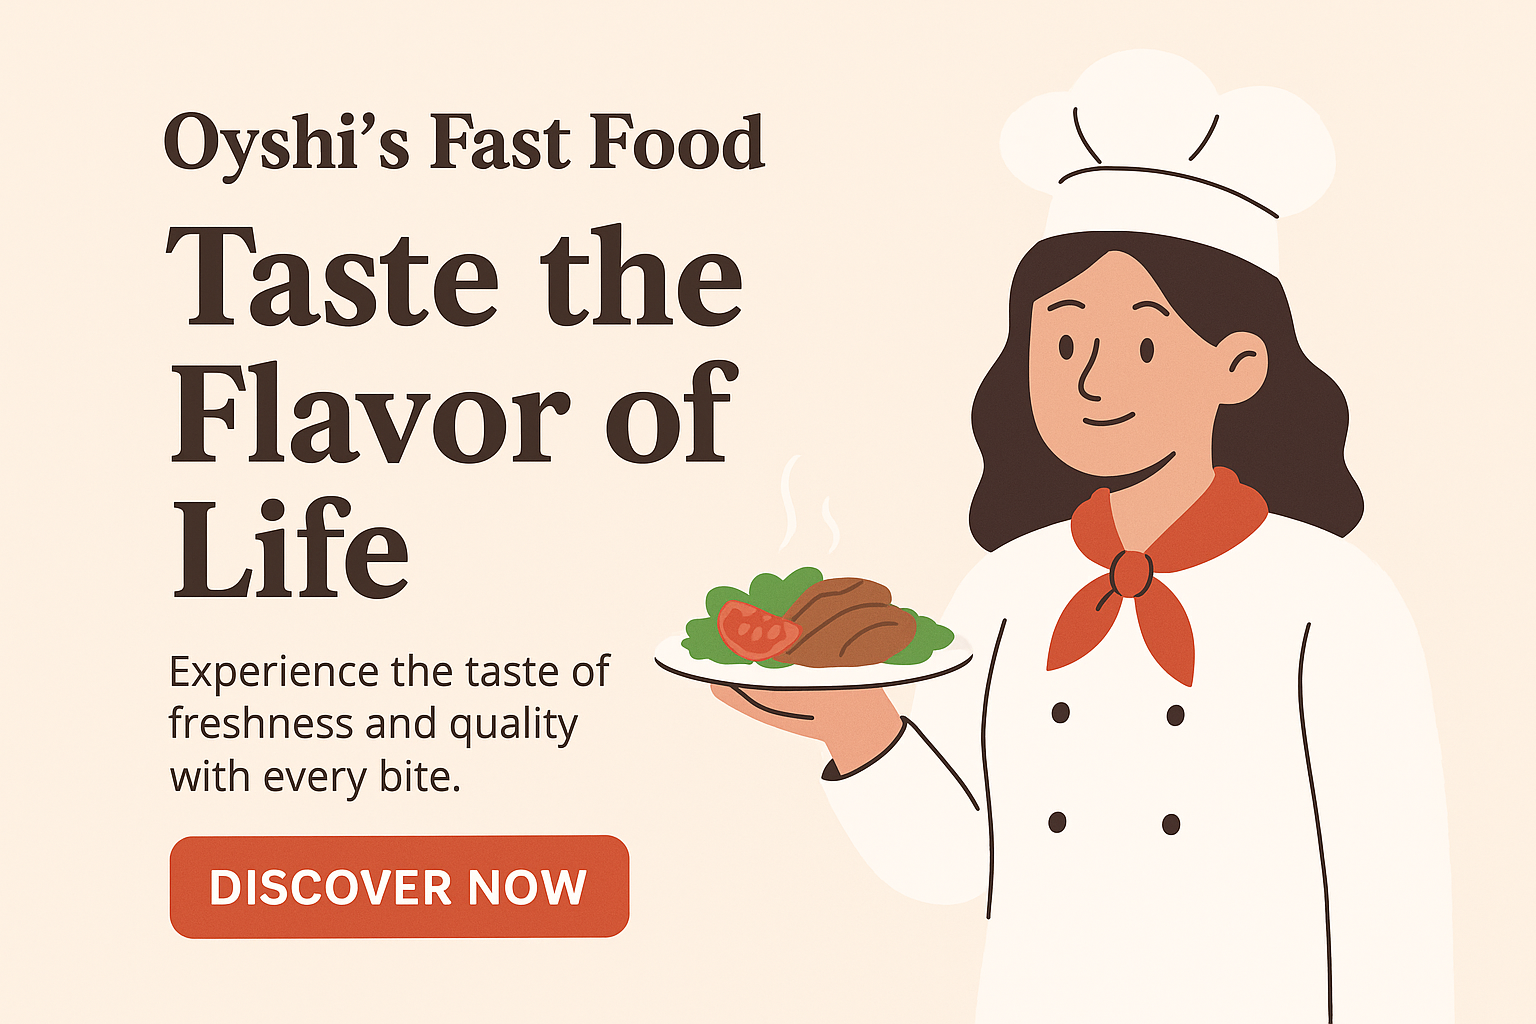 Oyshi’s Fast Food
Taste the
Flavor of
Life
Experience the taste of
freshness and quality
with every bite.
DISCOVER NOW